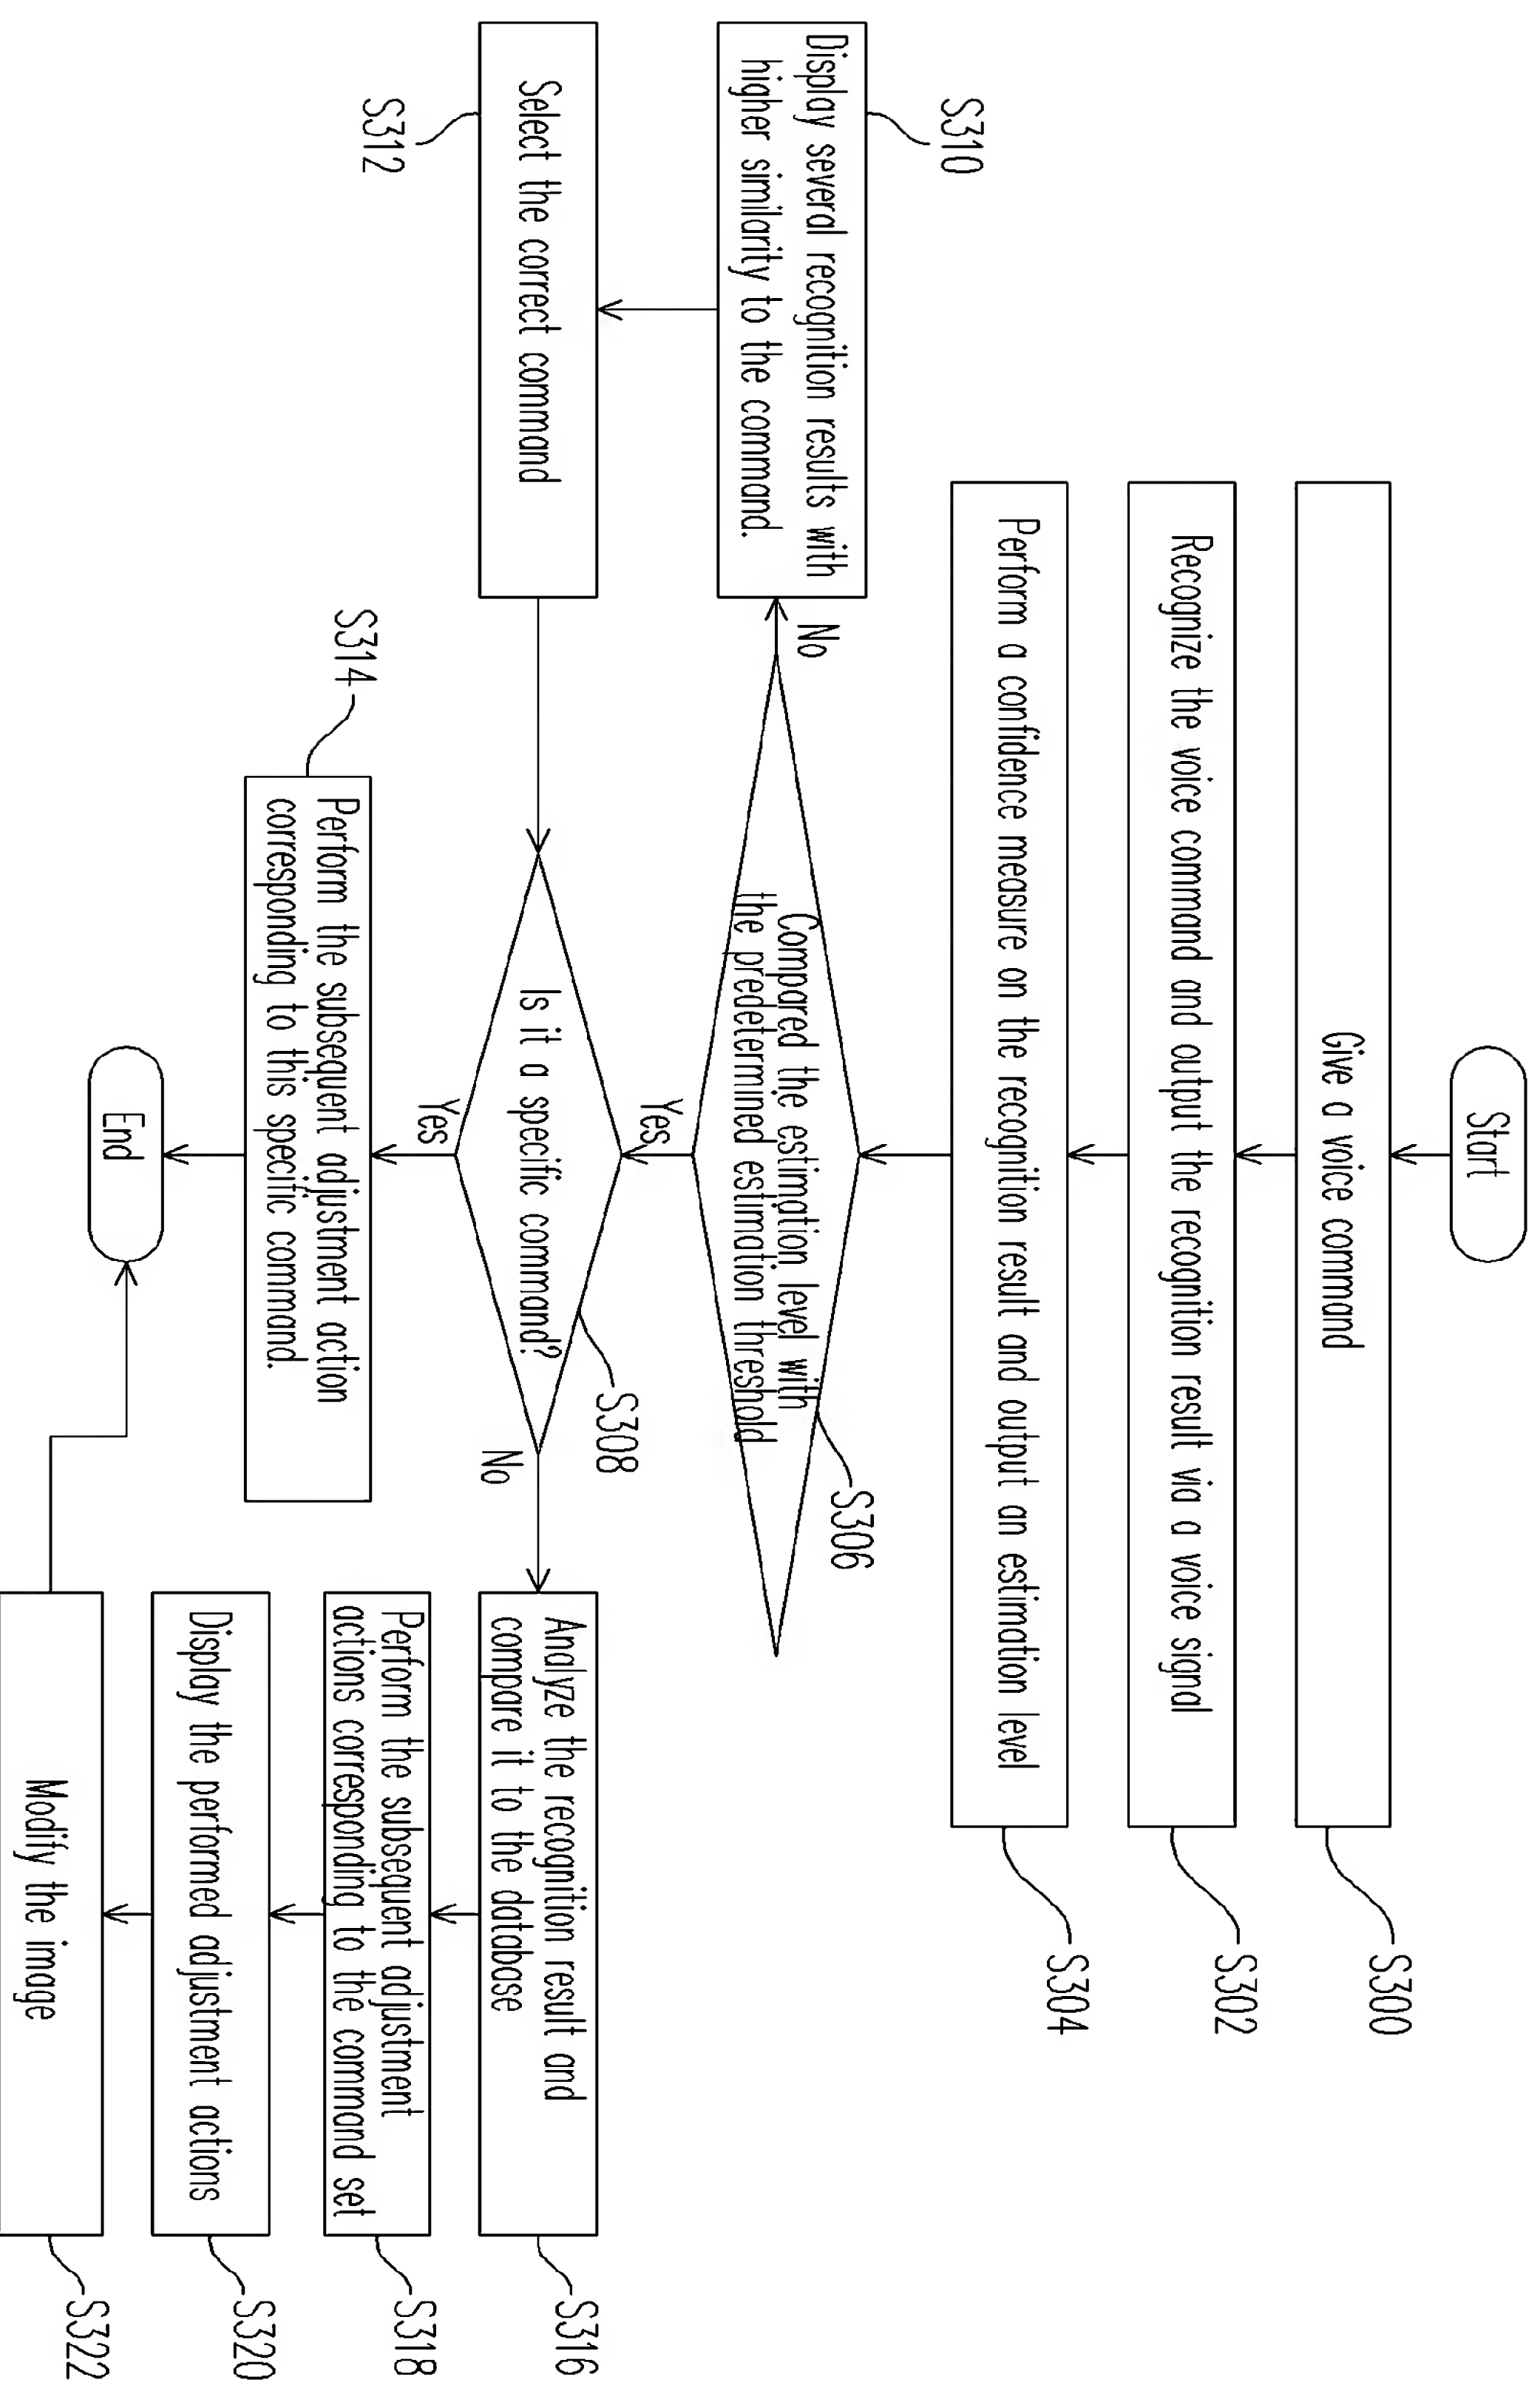 Start
Give a voice command
S300
Recognize the voice command and output the recognition result via a voice signal
S302
Perform a confidence measure on the recognition result and output an estimation level
S304
Compared the estimation level with
the predetermined estimation threshold
S306
No
Yes
Display several recognition results with
higher similarity to the command.
S310
Select the correct command
S312
Is it a specific command?
S308
Yes
No
Perform the subsequent adjustment action
corresponding to this specific command.
S314
End
Analyze the recognition result and
compare it to the database
S316
Perform the subsequent adjustment
actions corresponding to the command set
S318
Display the performed adjustment actions
S320
Modify the image
S322